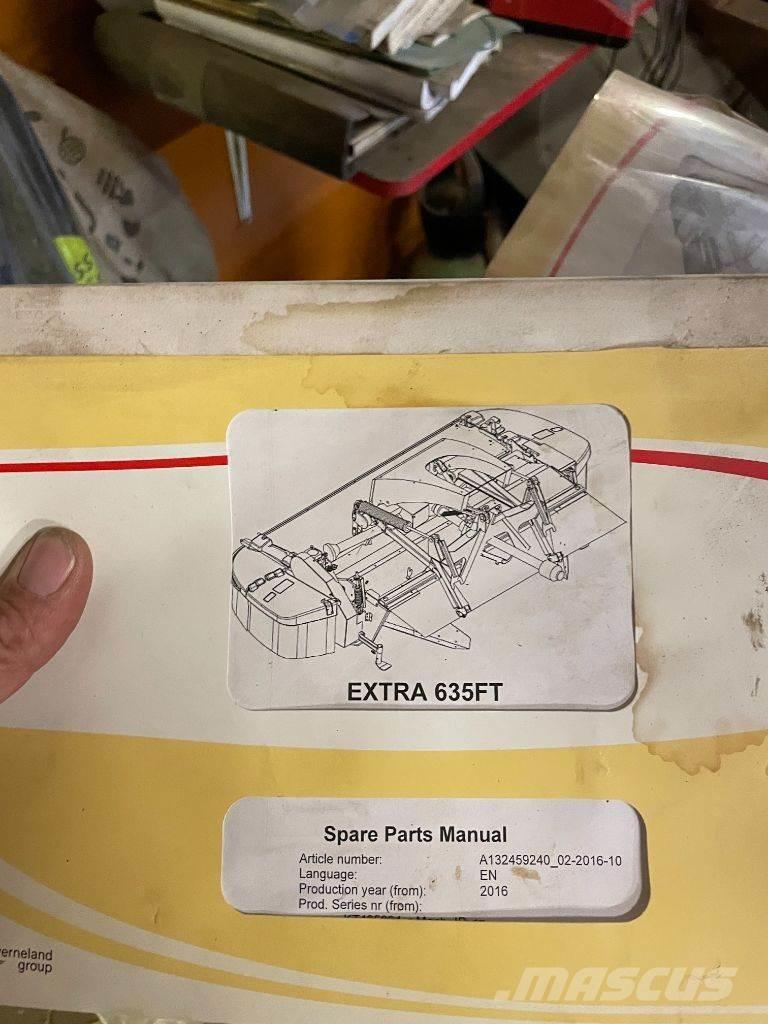 EXTRA 635FT
Spare Parts Manual
Article number: A132459240_02-2016-10
Language: EN
Production year (from): 2016
Prod. Series nr (from):
verneland
group
MASCUS